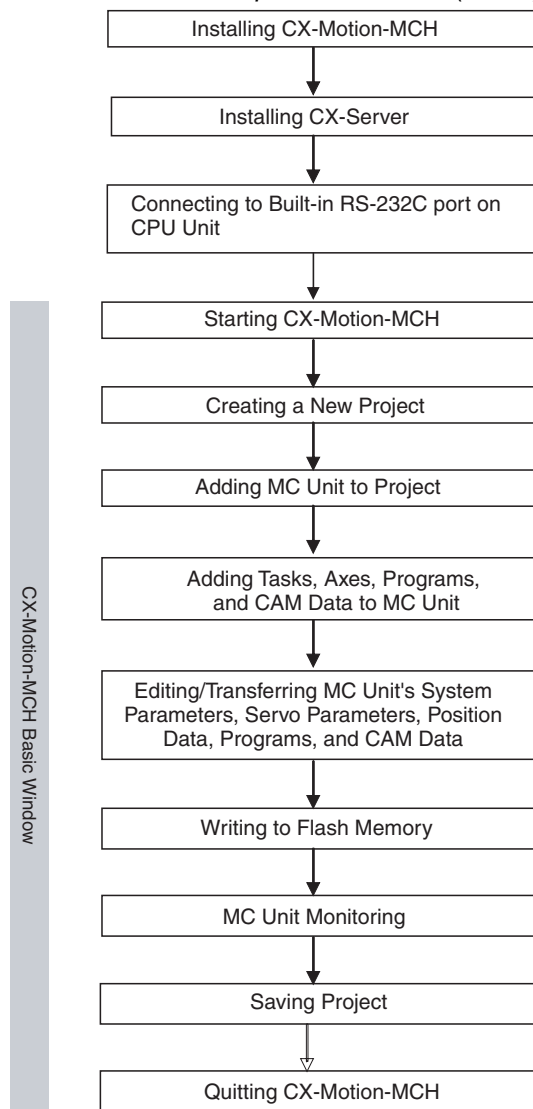 Installing CX-Motion-MCH
Installing CX-Server
Connecting to Built-in RS-232C port on
CPU Unit
Starting CX-Motion-MCH
Creating a New Project
Adding MC Unit to Project
Adding Tasks, Axes, Programs,
and CAM Data to MC Unit
Editing/Transferring MC Unit's System
Parameters, Servo Parameters, Position
Data, Programs, and CAM Data
Writing to Flash Memory
MC Unit Monitoring
Saving Project
Quitting CX-Motion-MCH
CX-Motion-MCH Basic Window